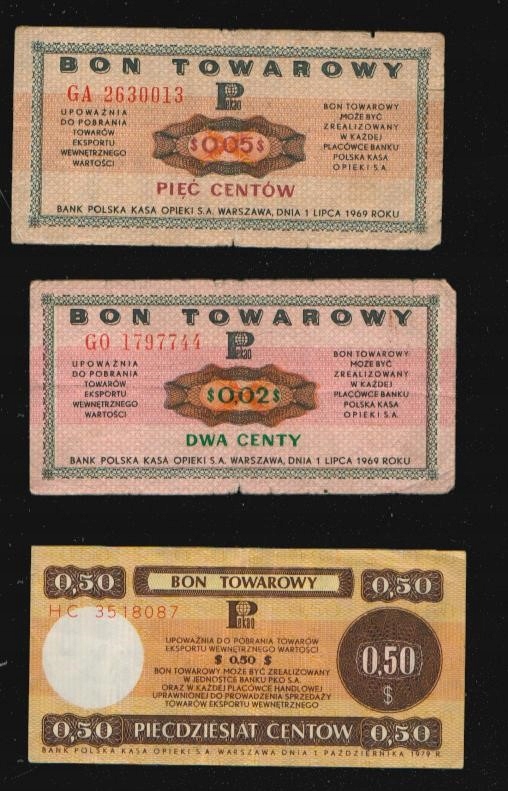 BON TOWAROWY
GA 2630013
Pekao
UPOWAŻNIA
DO POBRANIA
TOWARÓW
EKSPORTU
WEWNĘTRZNEGO
WARTOŚCI
$0.05$
BON TOWAROWY
MOŻE BYĆ
ZREALIZOWANY
W KAŻDEJ
PLACÓWCE BANKU
POLSKA KASA
OPIEKI S.A.
PIĘĆ CENTÓW
BANK POLSKA KASA OPIEKI S.A. WARSZAWA, DNIA 1 LIPCA 1969 ROKU
BON TOWAROWY
GO 1797744
Pekao
UPOWAŻNIA
DO POBRANIA
TOWARÓW
EKSPORTU
WEWNĘTRZNEGO
WARTOŚCI
$0.02$
BON TOWAROWY
MOŻE BYĆ
ZREALIZOWANY
W KAŻDEJ
PLACÓWCE BANKU
POLSKA KASA
OPIEKI S.A.
DWA CENTY
BANK POLSKA KASA OPIEKI S.A. WARSZAWA, DNIA 1 LIPCA 1969 ROKU
0,50 BON TOWAROWY 0,50
HC 3518087
Pekao
UPOWAŻNIA DO POBRANIA TOWARÓW
EKSPORTU WEWNĘTRZNEGO WARTOŚCI
$ 0.50 $
BON TOWAROWY MOŻE BYĆ ZREALIZOWANY
W JEDNOSTCE BANKU PKO S.A.
ORAZ W KAŻDEJ PLACÓWCE HANDLOWEJ
UPRAWNIONEJ DO PROWADZENIA SPRZEDAŻY
TOWARÓW EKSPORTU WEWNĘTRZNEGO
0,50
$
0,50 PIĘĆDZIESIĄT CENTÓW 0,50
BANK POLSKA KASA OPIEKI S.A. WARSZAWA DNIA 1 PAŹDZIERNIKA 1979 R.